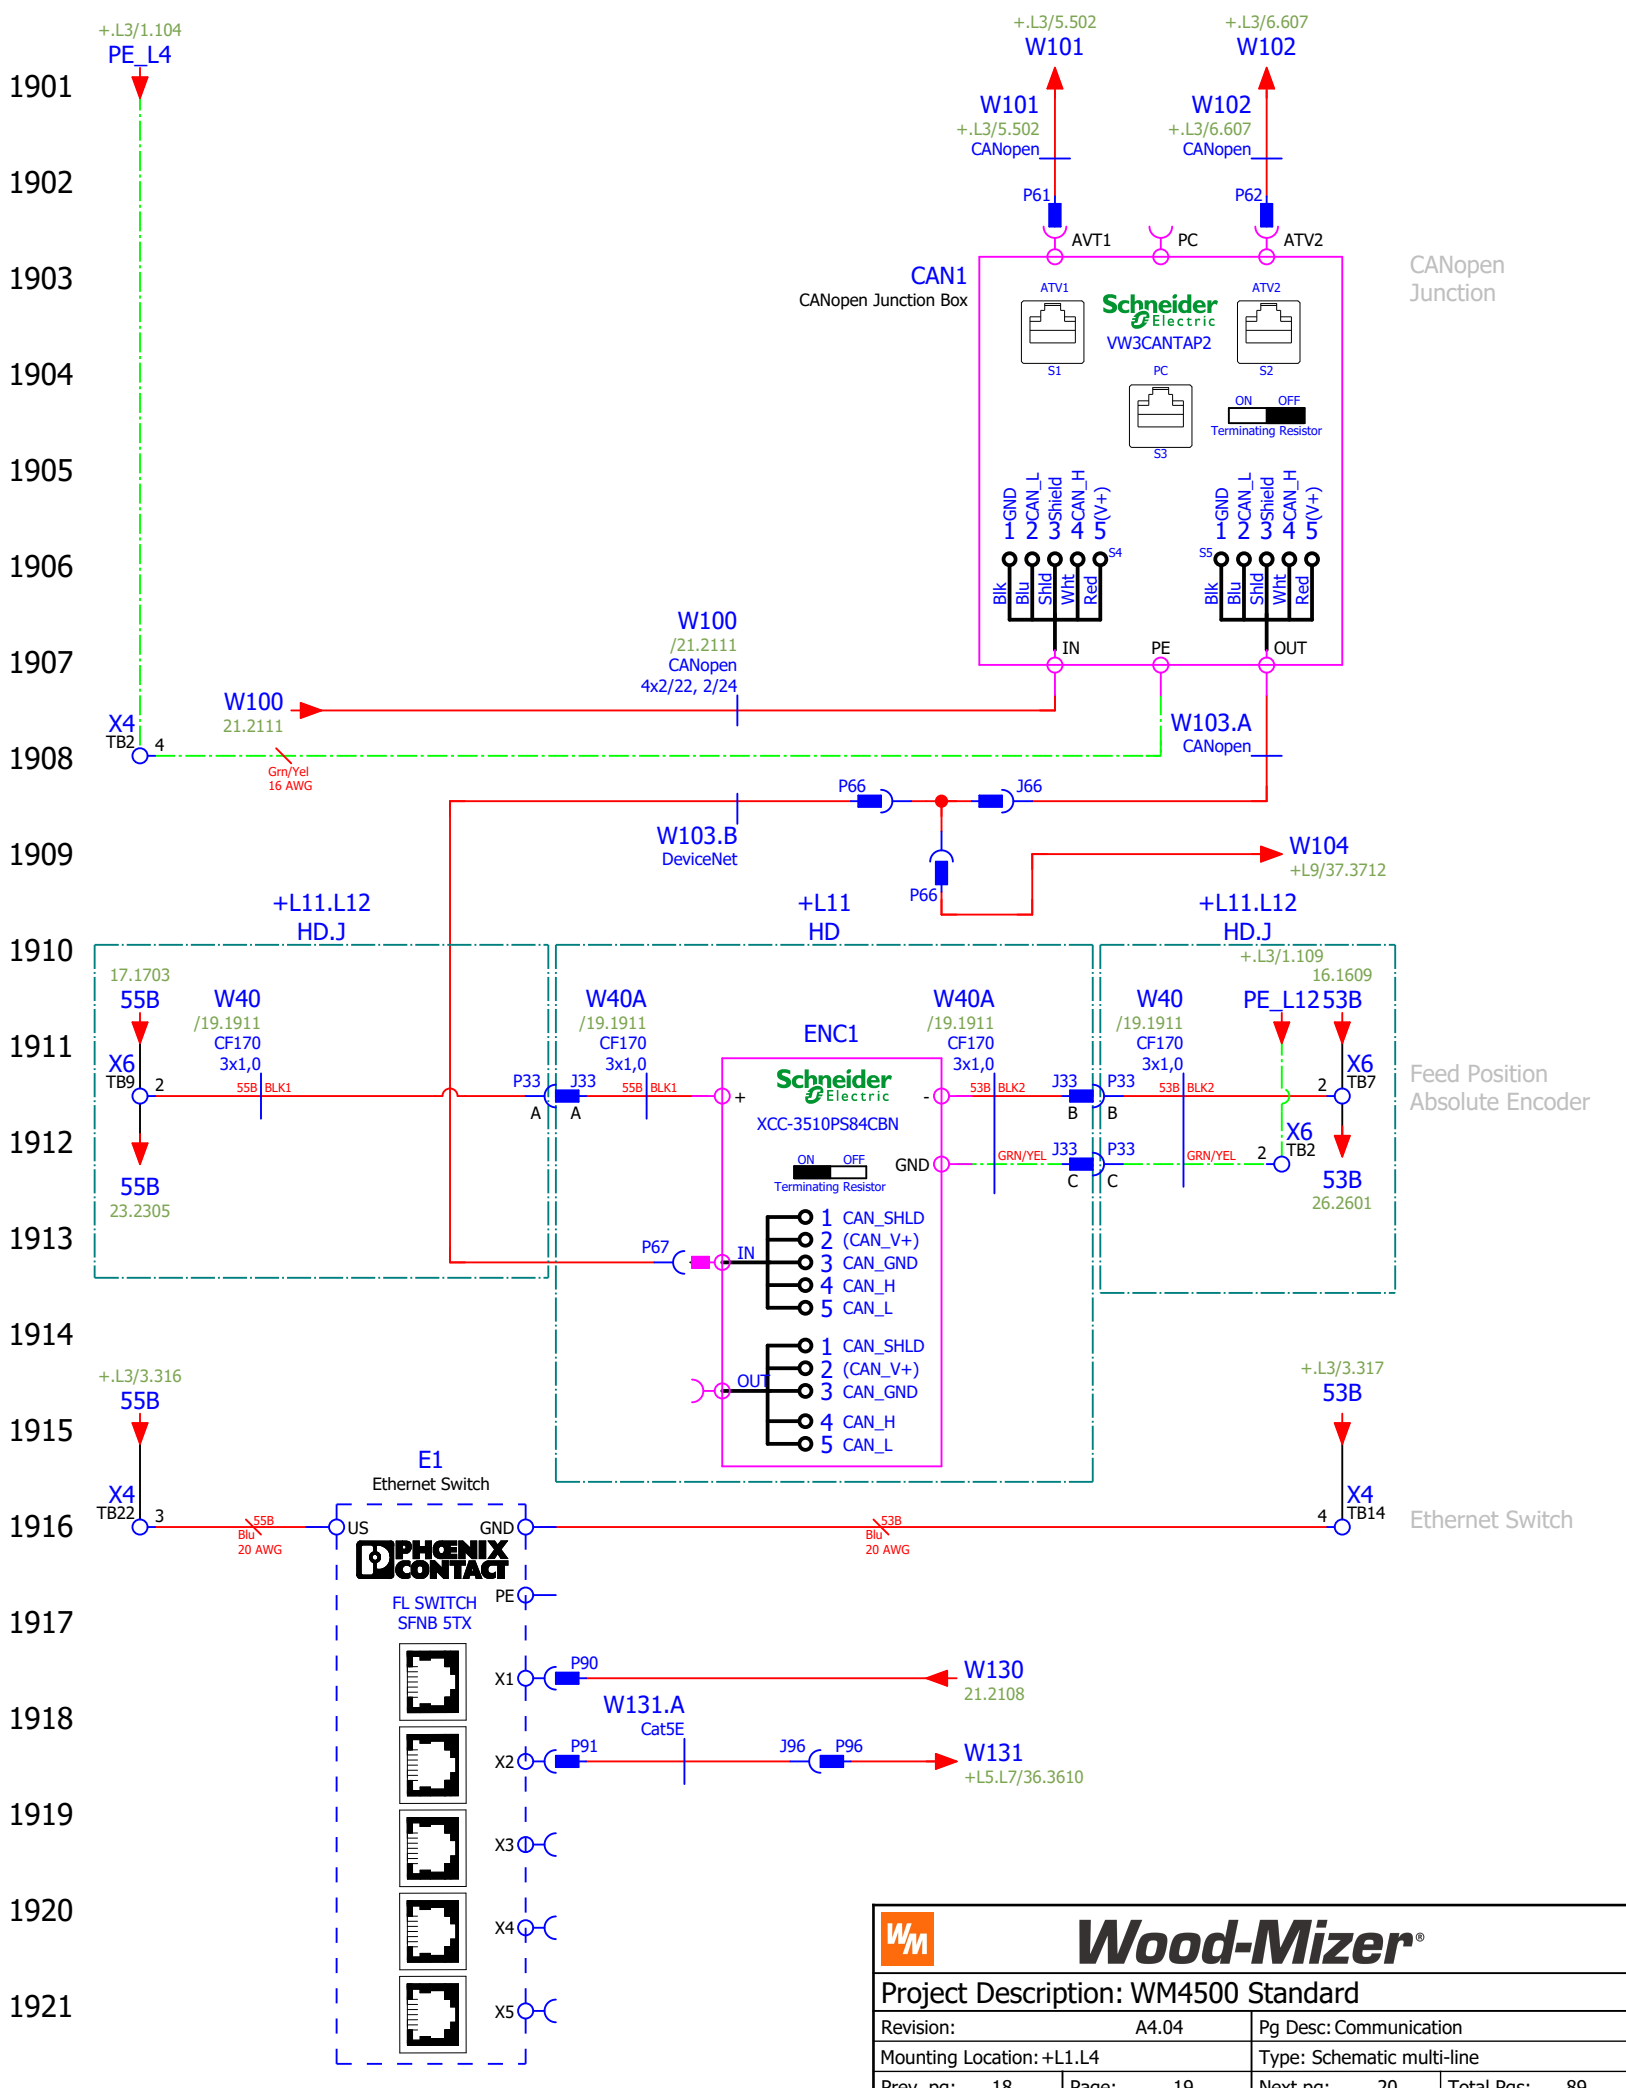 +.L3/1.104
PE_L4
+.L3/5.502
W101
+.L3/6.607
W102
1901
W101
+.L3/5.502
CANopen
W102
+.L3/6.607
CANopen
1902
P61
P62
AVT1
PC
ATV2
1903
CAN1
CANopen Junction Box
CANopen
Junction
ATV1
Schneider
Electric
VW3CANTAP2
ATV2
1904
S1
PC
S2
ON OFF
Terminating Resistor
S3
1905
GND
CAN_L
Shield
CAN_H
(V+)
1 2 3 4 5
S4
GND
CAN_L
Shield
CAN_H
(V+)
1 2 3 4 5
S5
1906
Blk
Blu
Shld
Wht
Red
Blk
Blu
Shld
Wht
Red
W100
/21.2111
CANopen
4x2/22, 2/24
IN
PE
OUT
1907
W100
21.2111
X4
TB2
4
W103.A
CANopen
1908
Grn/Yel
16 AWG
P66
J66
W103.B
DeviceNet
1909
W104
+L9/37.3712
P66
+L11.L12
HD.J
+L11
HD
+L11.L12
HD.J
1910
17.1703
55B
W40
/19.1911
CF170
3x1,0
W40A
/19.1911
CF170
3x1,0
ENC1
W40A
/19.1911
CF170
3x1,0
W40
/19.1911
CF170
3x1,0
+.L3/1.109
PE_L12
16.1609
53B
1911
X6
TB9
2
55B BLK1
P33
J33
A
A
55B BLK1
+
Schneider
Electric
-
53B BLK2
J33
P33
B
B
53B BLK2
2
X6
TB7
Feed Position
Absolute Encoder
XCC-3510PS84CBN
1912
ON OFF
Terminating Resistor
GND
GRN/YEL
J33
P33
C
C
GRN/YEL
2
X6
TB2
55B
23.2305
53B
26.2601
1913
P67
IN
1 CAN_SHLD
2 (CAN_V+)
3 CAN_GND
4 CAN_H
5 CAN_L
1914
OUT
1 CAN_SHLD
2 (CAN_V+)
3 CAN_GND
4 CAN_H
5 CAN_L
+.L3/3.316
55B
+.L3/3.317
53B
1915
E1
Ethernet Switch
X4
TB22
3
1916
55B
Blu
20 AWG
US
GND
53B
Blu
20 AWG
4
X4
TB14
Ethernet Switch
PHŒNIX
CONTACT
PE
FL SWITCH
SFNB 5TX
1917
X1
P90
W130
21.2108
1918
W131.A
Cat5E
X2
P91
J96
P96
W131
+L5.L7/36.3610
1919
X3
1920
X4
1921
X5
WM
Wood-Mizer®
Project Description: WM4500 Standard
Revision: A4.04
Pg Desc: Communication
Mounting Location: +L1.L4
Type: Schematic multi-line
Prev. pg: 18
Page: 19
Next pg: 20
Total Pgs: 89